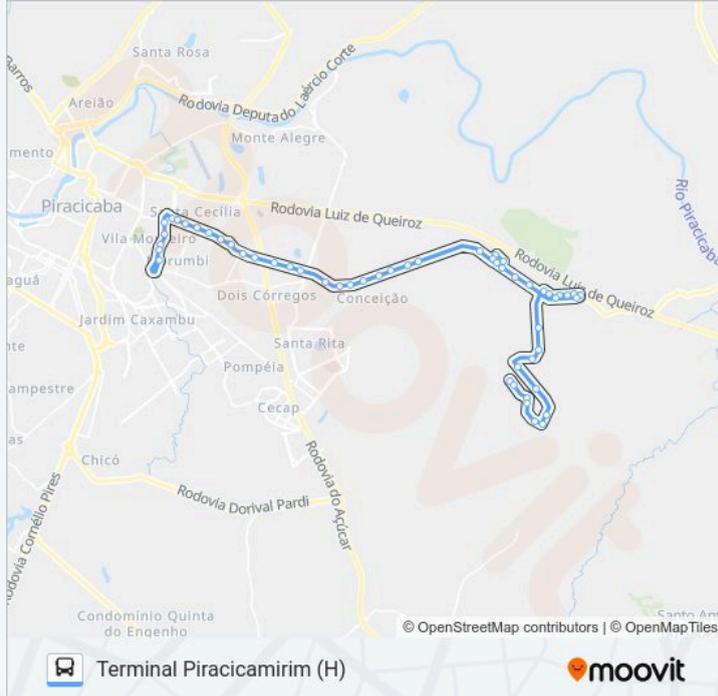 Santa Rosa
Barros
Areião
Rodovia Deputado Laércio Corte
Monte Alegre
mento
Rio Piracicaba
Piracicaba
Santa Cecília
Rodovia Luiz de Queiroz
Vila Monteiro
Morumbi
Rodovia Luiz de Queiroz
aguá
Dois Córregos
Conceição
Jardim Caxambu
nte
Santa Rita
Pompéia
ampestre
Cecap
as
Chicó
Rodovia do Açúcar
Rodovia Dorival Pardi
Rodovia Cornélio Pires
Condomínio Quinta
do Engenho
Santo Ant
© OpenStreetMap contributors | © OpenMapTiles
Terminal Piracicamirim (H)
moovit